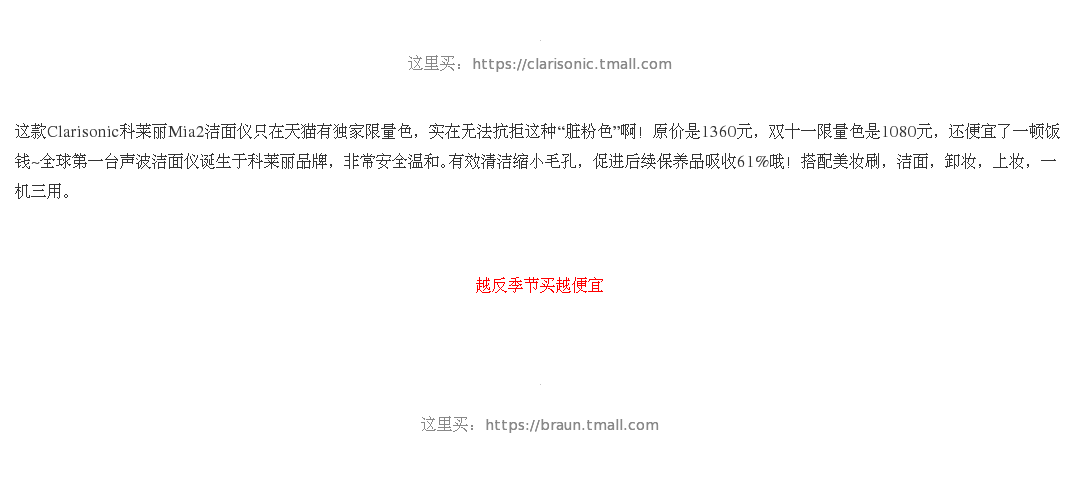 这里买：https://clarisonic.tmall.com
这款Clarisonic科莱丽Mia2洁面仪只在天猫有独家限量色，实在无法抗拒这种“脏粉色”啊！原价是1360元，双十一限量色是1080元，还便宜了一顿饭
钱~全球第一台声波洁面仪诞生于科莱丽品牌，非常安全温和。有效清洁缩小毛孔，促进后续保养品吸收61%哦！搭配美妆刷，洁面，卸妆，上妆，一
机三用。
越反季节买越便宜
这里买：https://braun.tmall.com